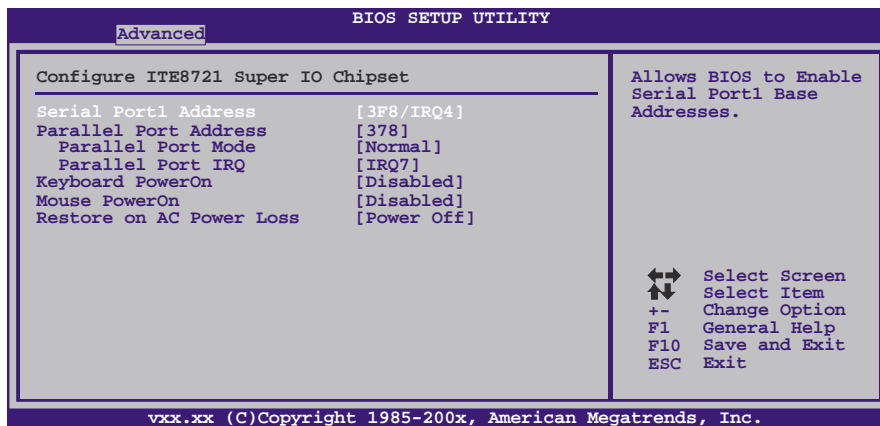 BIOS SETUP UTILITY
Advanced
Configure ITE8721 Super IO Chipset
Serial Port1 Address [3F8/IRQ4]
Parallel Port Address [378]
Parallel Port Mode [Normal]
Parallel Port IRQ [IRQ7]
Keyboard PowerOn [Disabled]
Mouse PowerOn [Disabled]
Restore on AC Power Loss [Power Off]
Allows BIOS to Enable
Serial Port1 Base
Addresses.
Select Screen
Select Item
+- Change Option
F1 General Help
F10 Save and Exit
ESC Exit
vxx.xx (C)Copyright 1985-200x, American Megatrends, Inc.